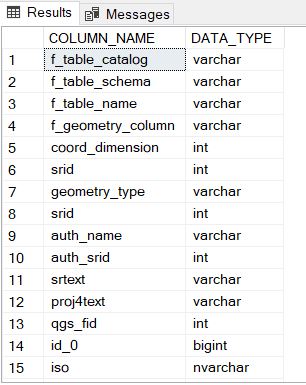 Results Messages
COLUMN_NAME DATA_TYPE
1 f_table_catalog varchar
2 f_table_schema varchar
3 f_table_name varchar
4 f_geometry_column varchar
5 coord_dimension int
6 srid int
7 geometry_type varchar
8 srid int
9 auth_name varchar
10 auth_srid int
11 srtext varchar
12 proj4text varchar
13 qgs_fid int
14 id_0 bigint
15 iso nvarchar